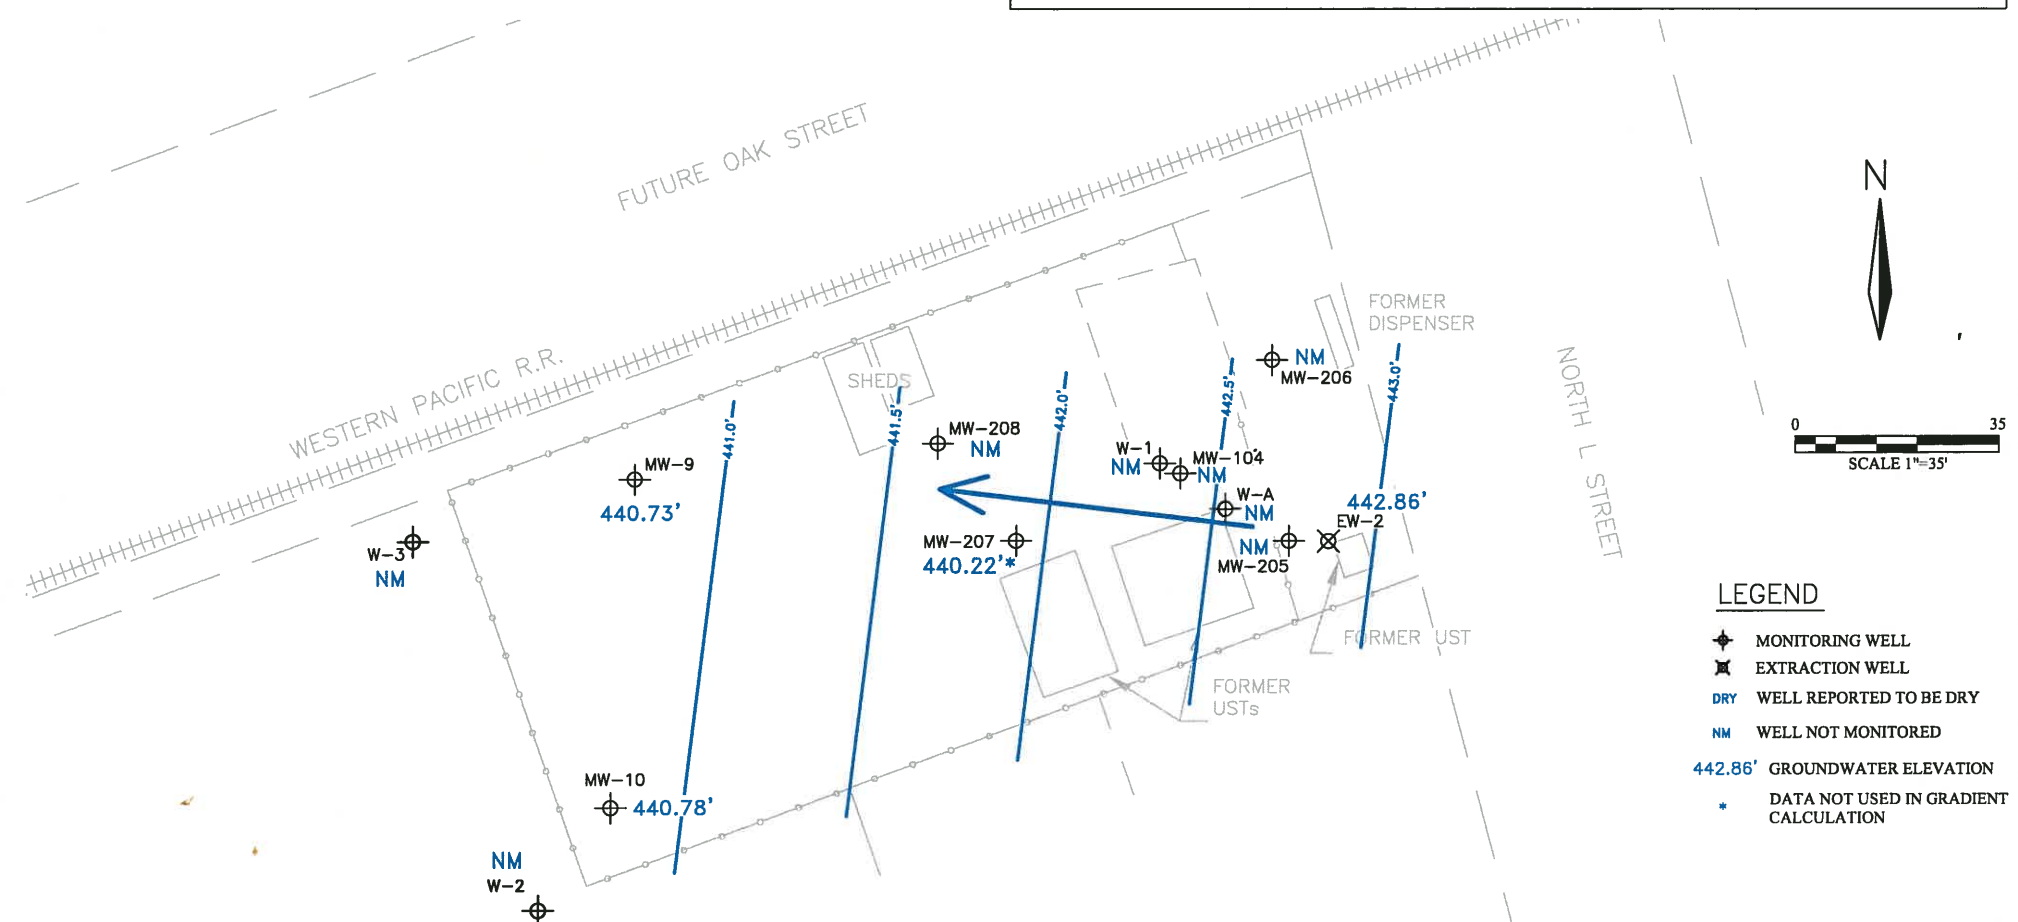 FUTURE OAK STREET
N
FORMER
DISPENSER
WESTERN PACIFIC R.R.
SHEDS
NM
MW-206
443.0'
442.5'
442.0'
441.5'
441.0'
NORTH L STREET
0 35
SCALE 1"=35'
MW-208
NM
W-1
NM
MW-104
NM
MW-9
440.73'
W-A
NM
442.86'
EW-2
MW-207
440.22'*
NM
MW-205
W-3
NM
FORMER UST
FORMER
USTs
MW-10
440.78'
NM
W-2
LEGEND
MONITORING WELL
EXTRACTION WELL
DRY WELL REPORTED TO BE DRY
NM WELL NOT MONITORED
442.86' GROUNDWATER ELEVATION
* DATA NOT USED IN GRADIENT
CALCULATION